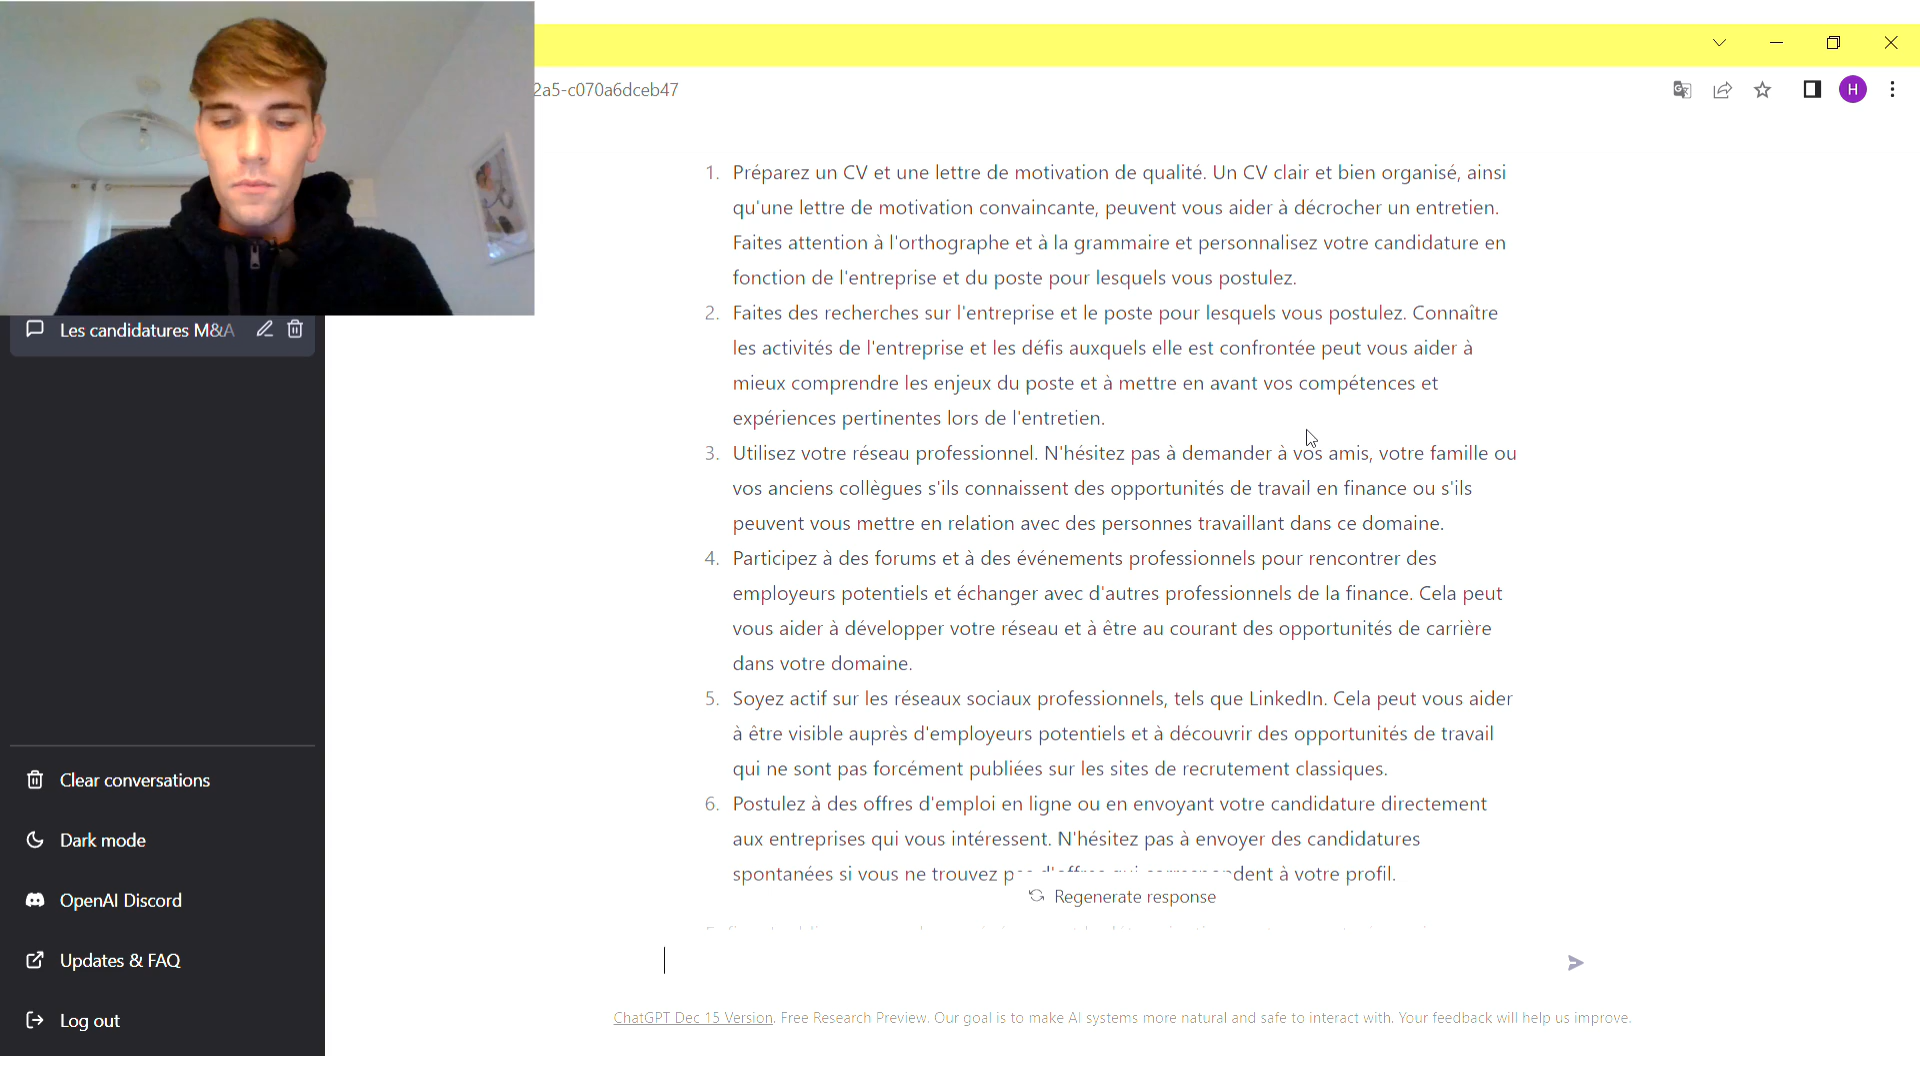 2a5-c070a6dceb47
H
1. Préparez un CV et une lettre de motivation de qualité. Un CV clair et bien organisé, ainsi
qu'une lettre de motivation convaincante, peuvent vous aider à décrocher un entretien.
Faites attention à l'orthographe et à la grammaire et personnalisez votre candidature en
fonction de l'entreprise et du poste pour lesquels vous postulez.
2. Faites des recherches sur l'entreprise et le poste pour lesquels vous postulez. Connaître
les activités de l'entreprise et les défis auxquels elle est confrontée peut vous aider à
mieux comprendre les enjeux du poste et à mettre en avant vos compétences et
expériences pertinentes lors de l'entretien.
3. Utilisez votre réseau professionnel. N'hésitez pas à demander à vos amis, votre famille ou
vos anciens collègues s'ils connaissent des opportunités de travail en finance ou s'ils
peuvent vous mettre en relation avec des personnes travaillant dans ce domaine.
4. Participez à des forums et à des événements professionnels pour rencontrer des
employeurs potentiels et échanger avec d'autres professionnels de la finance. Cela peut
vous aider à développer votre réseau et à être au courant des opportunités de carrière
dans votre domaine.
5. Soyez actif sur les réseaux sociaux professionnels, tels que LinkedIn. Cela peut vous aider
à être visible auprès d'employeurs potentiels et à découvrir des opportunités de travail
qui ne sont pas forcément publiées sur les sites de recrutement classiques.
6. Postulez à des offres d'emploi en ligne ou en envoyant votre candidature directement
aux entreprises qui vous intéressent. N'hésitez pas à envoyer des candidatures
spontanées si vous ne trouvez pas d'offres qui correspondent à votre profil.
Regenerate response
Les candidatures M&A
Clear conversations
Dark mode
OpenAI Discord
Updates & FAQ
Log out
ChatGPT Dec 15 Version. Free Research Preview. Our goal is to make AI systems more natural and safe to interact with. Your feedback will help us improve.